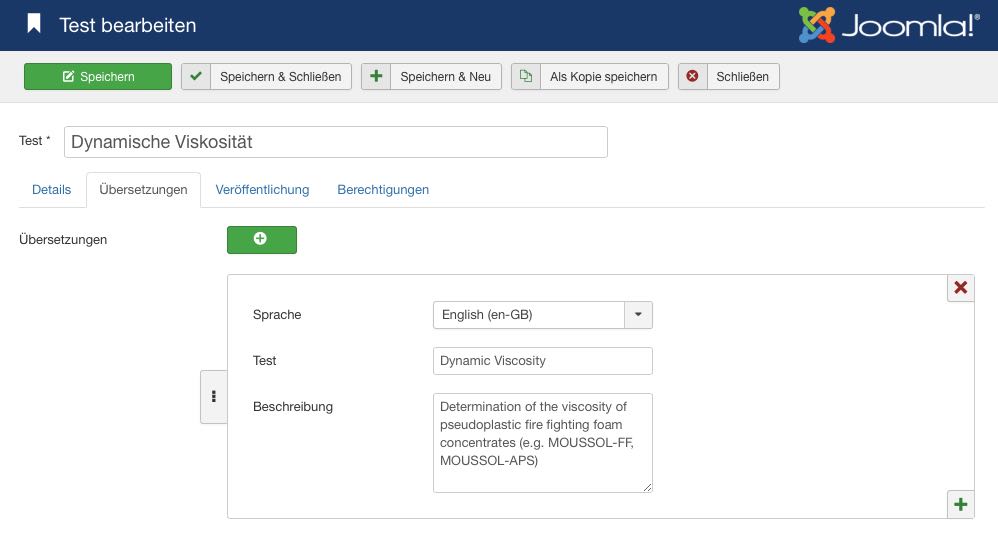 Test bearbeiten
Joomla!®
Speichern
Speichern & Schließen
Speichern & Neu
Als Kopie speichern
Schließen
Test *
Dynamische Viskosität
Details
Übersetzungen
Veröffentlichung
Berechtigungen
Übersetzungen
Sprache
English (en-GB)
Test
Dynamic Viscosity
Beschreibung
Determination of the viscosity of
pseudoplastic fire fighting foam
concentrates (e.g. MOUSSOL-FF,
MOUSSOL-APS)